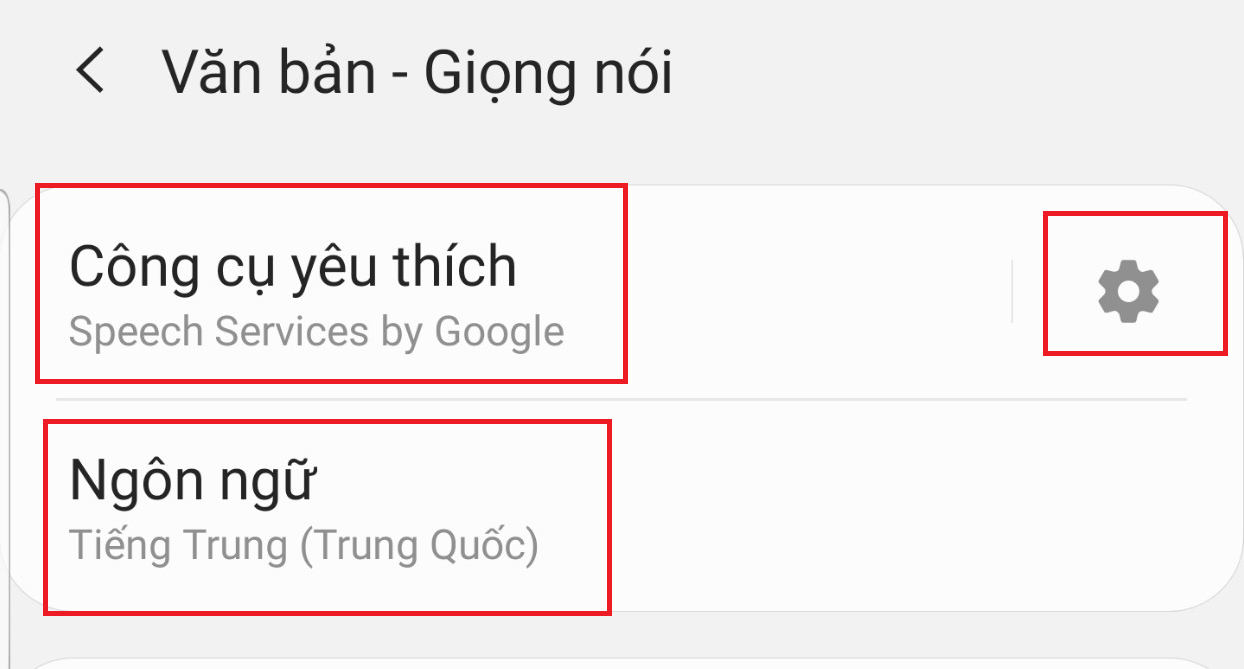 Văn bản - Giọng nói
Công cụ yêu thích
Speech Services by Google
Ngôn ngữ
Tiếng Trung (Trung Quốc)